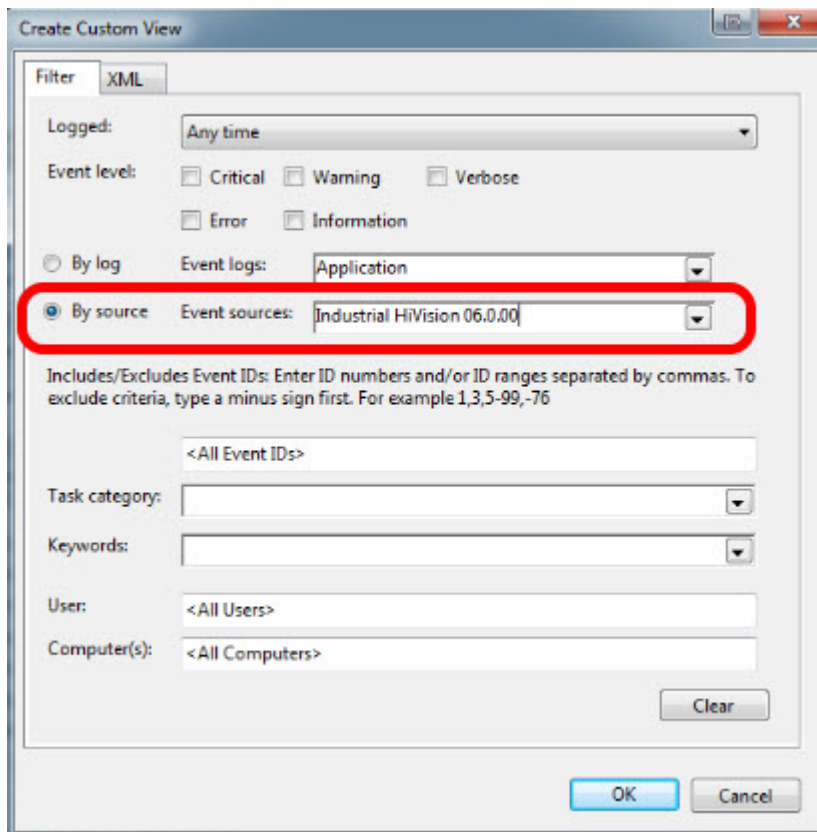 Create Custom View
Filter
XML
Logged:
Any time
Event level:
Critical
Warning
Verbose
Error
Information
By log
Event logs:
Application
By source
Event sources:
Industrial HiVision 06.0.00
Includes/Excludes Event IDs: Enter ID numbers and/or ID ranges separated by commas. To
exclude criteria, type a minus sign first. For example 1,3,5-99,-76
<All Event IDs>
Task category:
Keywords:
User:
<All Users>
Computer(s):
<All Computers>
Clear
OK
Cancel